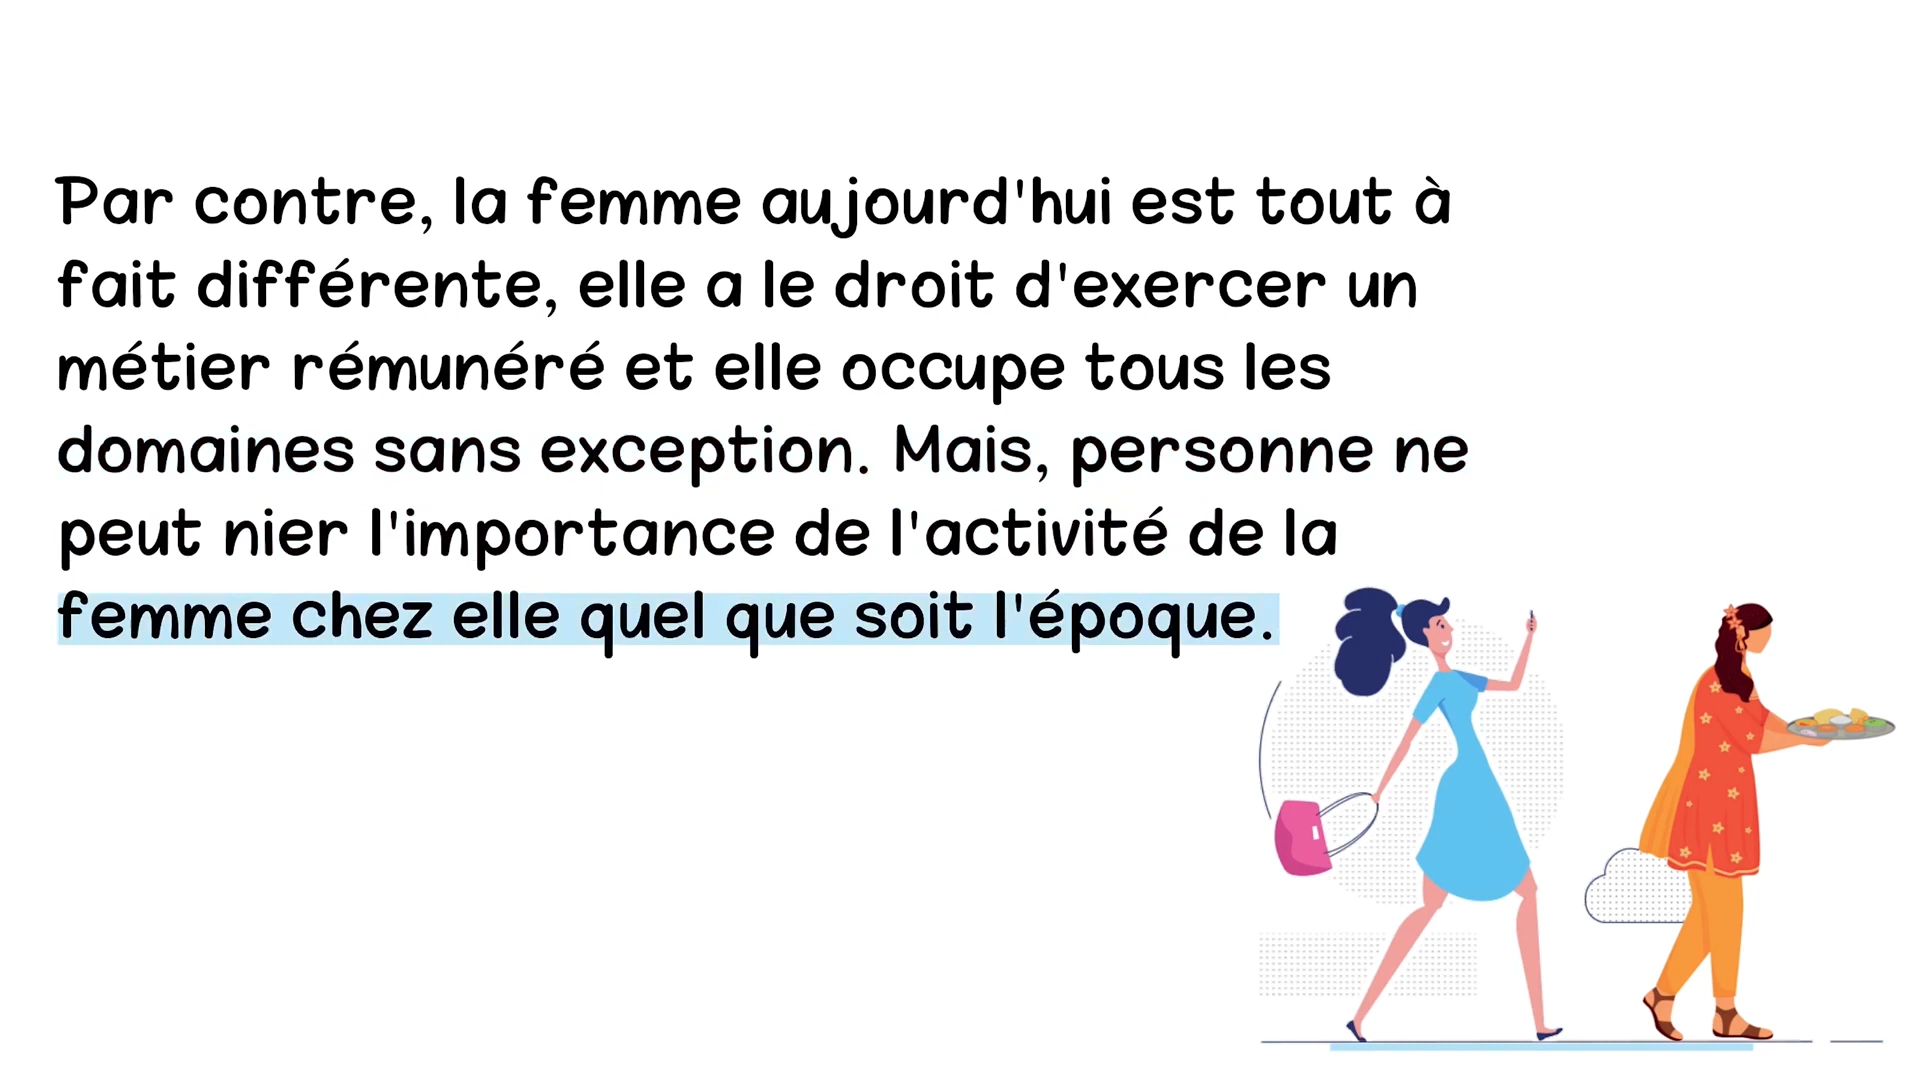 Par contre, la femme aujourd'hui est tout à
fait différente, elle a le droit d'exercer un
métier rémunéré et elle occupe tous les
domaines sans exception. Mais, personne ne
peut nier l'importance de l'activité de la
femme chez elle quel que soit l'époque.